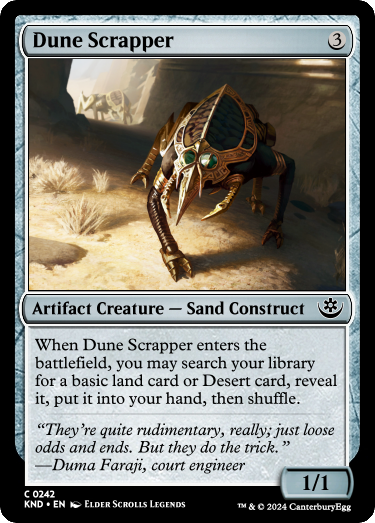 Dune Scrapper 3
Artifact Creature — Sand Construct
When Dune Scrapper enters the
battlefield, you may search your library
for a basic land card or Desert card, reveal
it, put it into your hand, then shuffle.
“They’re quite rudimentary, really; just loose
odds and ends. But they do the trick.”
—Duma Faraji, court engineer
1/1
C 0242
KND • EN Elder Scrolls Legends
™ & © 2024 CanterburyEgg